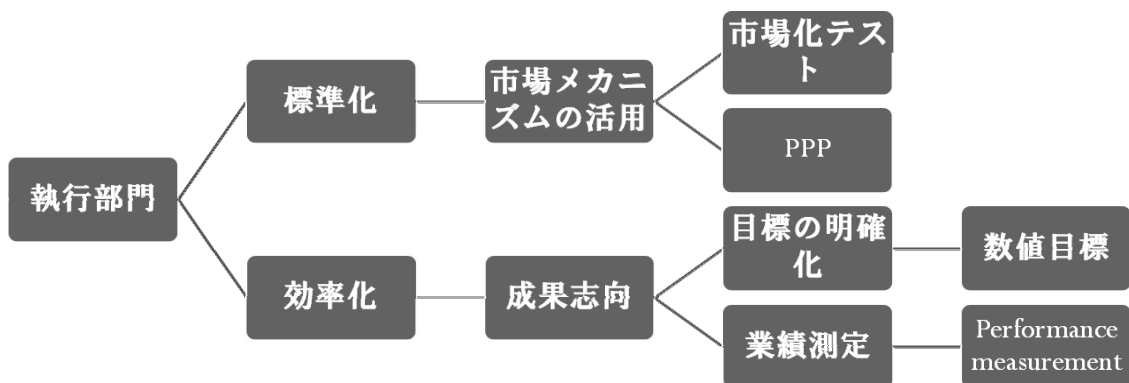 市場化テス
ト
標準化
市場メカニ
ズムの活用
PPP
執行部門
目標の明確
化
数値目標
効率化
成果志向
業績測定
Performance
measurement